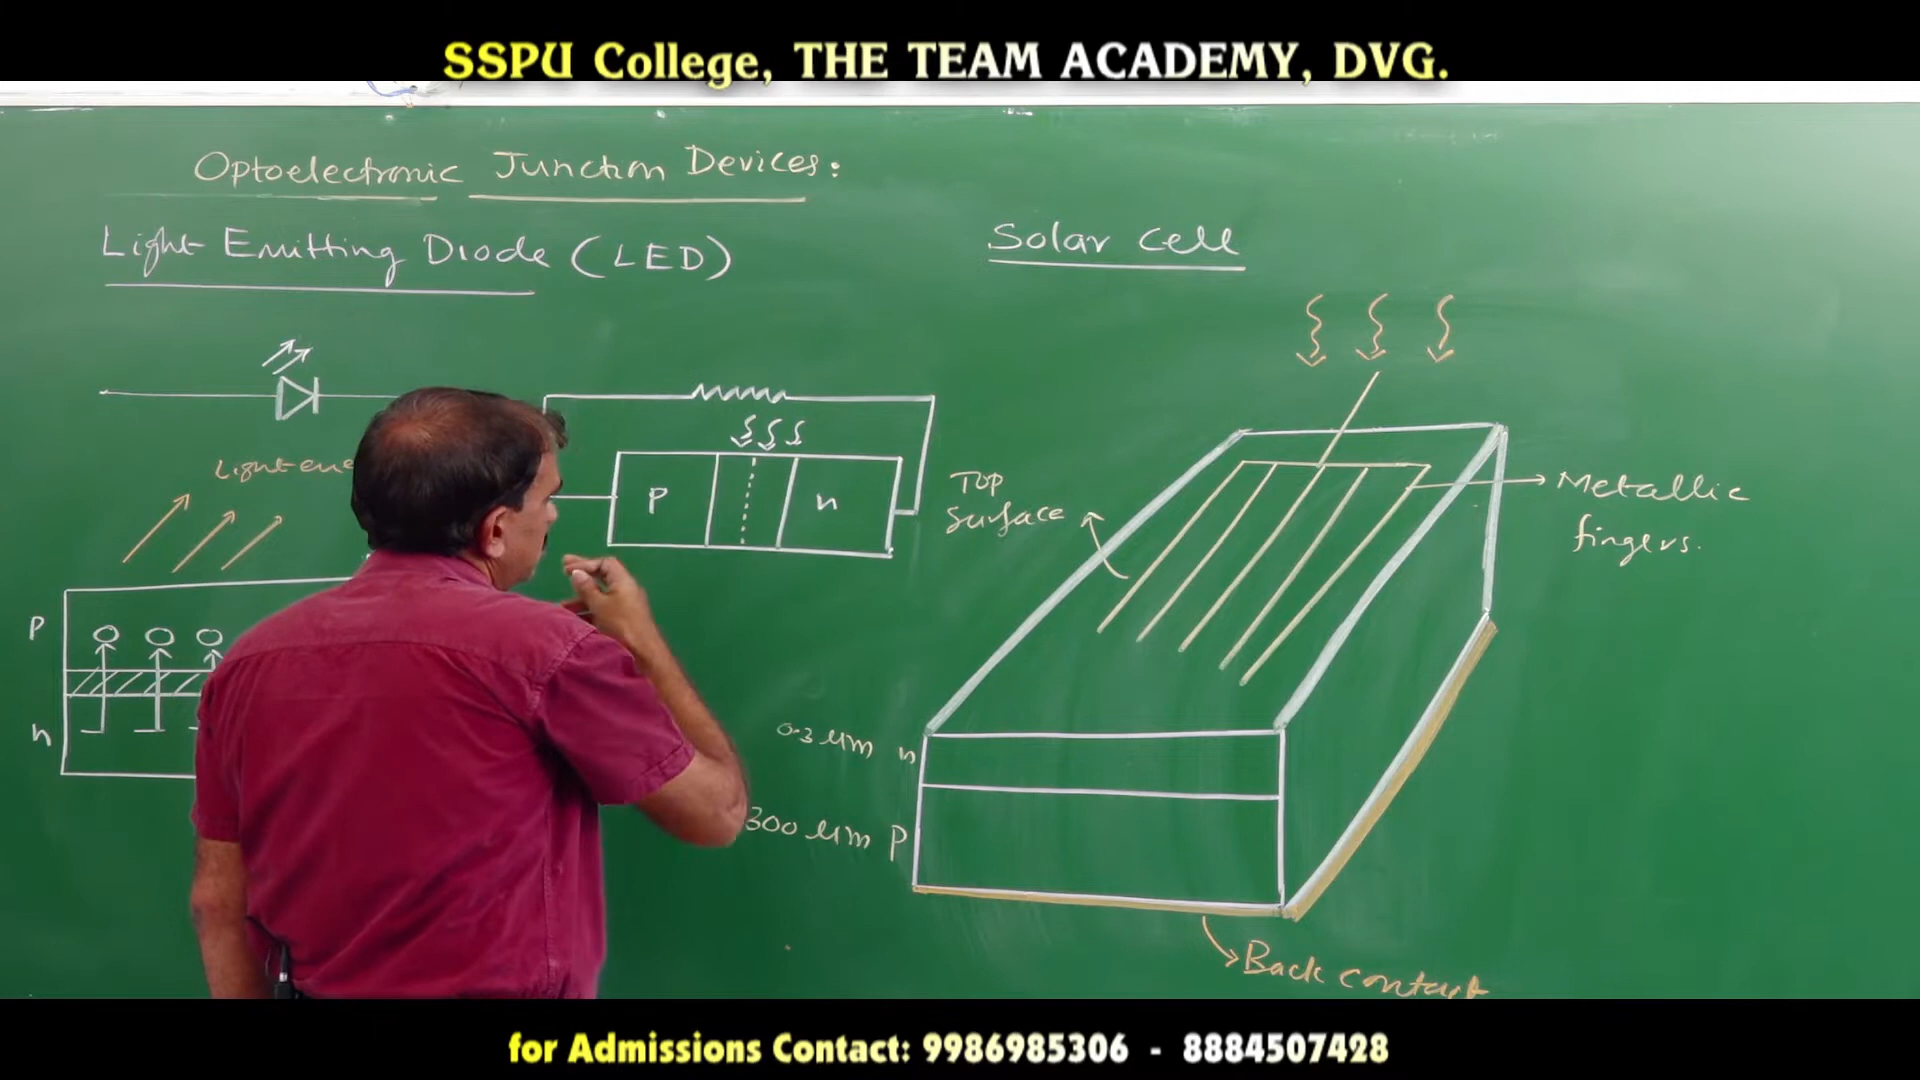 SSPU College, THE TEAM ACADEMY, DVG.
Optoelectronic Junction Devices:
Light Emitting Diode (LED)
Solar Cell
Light
P
n
Top
Surface
Metallic
fingers.
P
n
0.3 μm n
300 μm P
Back contact
for Admissions Contact: 9986985306 - 8884507428